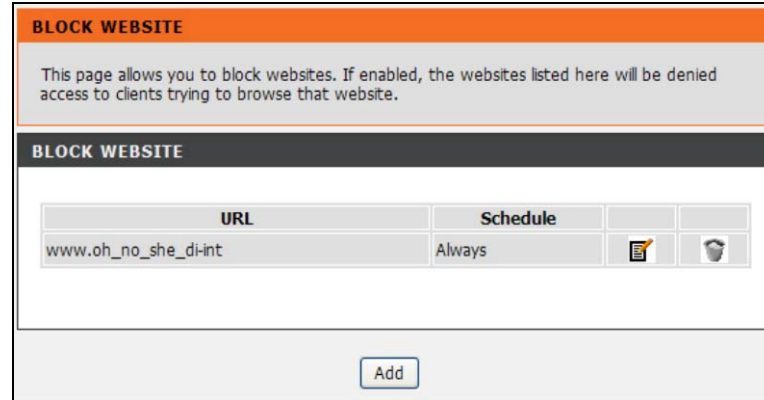 BLOCK WEBSITE
This page allows you to block websites. If enabled, the websites listed here will be denied
access to clients trying to browse that website.
BLOCK WEBSITE
URL Schedule
www.oh_no_she_di-int Always
Add